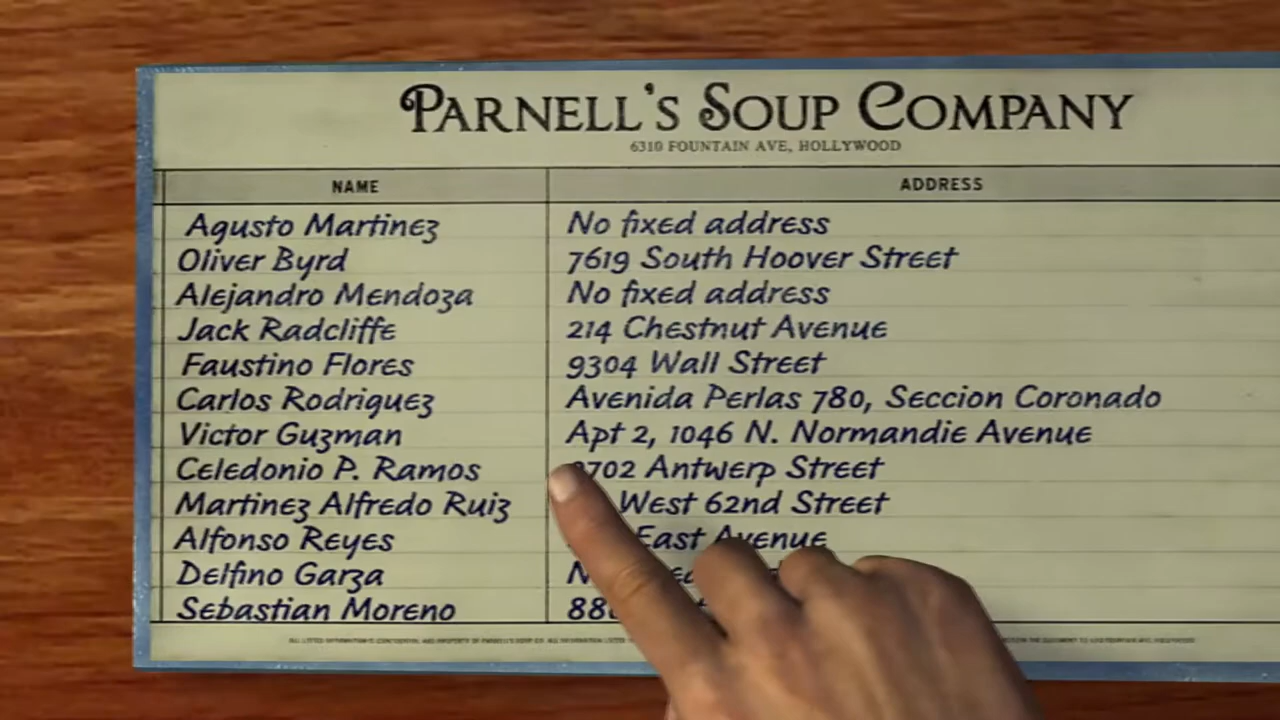 PARNELL'S SOUP COMPANY
6310 FOUNTAIN AVE, HOLLYWOOD
NAME ADDRESS
Agusto Martinez No fixed address
Oliver Byrd 7619 South Hoover Street
Alejandro Mendoza No fixed address
Jack Radcliffe 214 Chestnut Avenue
Faustino Flores 9304 Wall Street
Carlos Rodriguez Avenida Perlas 780, Seccion Coronado
Victor Guzman Apt 2, 1046 N. Normandie Avenue
Celedonio P. Ramos Antwerp Street
Martinez Alfredo Ruiz West 62nd Street
Alfonso Reyes East Avenue
Delfino Garza
Sebastian Moreno